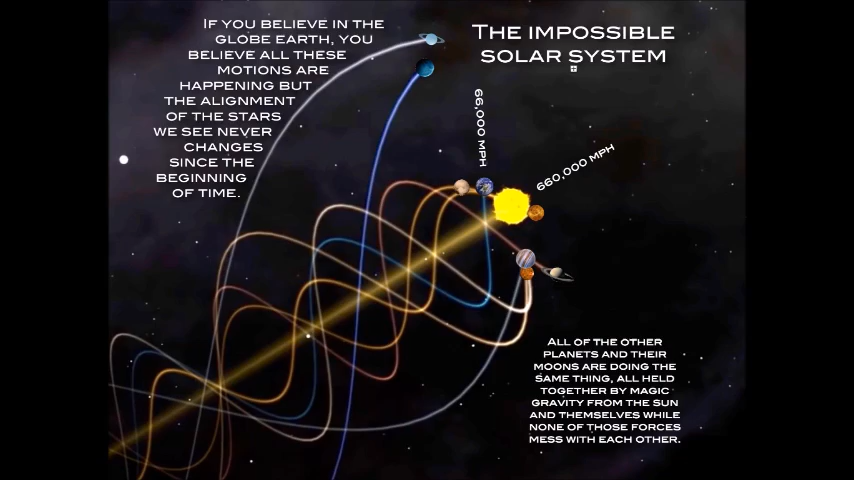 IF YOU BELIEVE IN THE
GLOBE EARTH, YOU
BELIEVE ALL THESE
MOTIONS ARE
HAPPENING BUT
THE ALIGNMENT
OF THE STARS
WE SEE NEVER
CHANGES
SINCE THE
BEGINNING
OF TIME.
THE IMPOSSIBLE
SOLAR SYSTEM
66,000 MPH
660,000 MPH
ALL OF THE OTHER
PLANETS AND THEIR
MOONS ARE DOING THE
SAME THING, ALL HELD
TOGETHER BY MAGIC
GRAVITY FROM THE SUN
AND THEMSELVES WHILE
NONE OF THOSE FORCES
MESS WITH EACH OTHER.